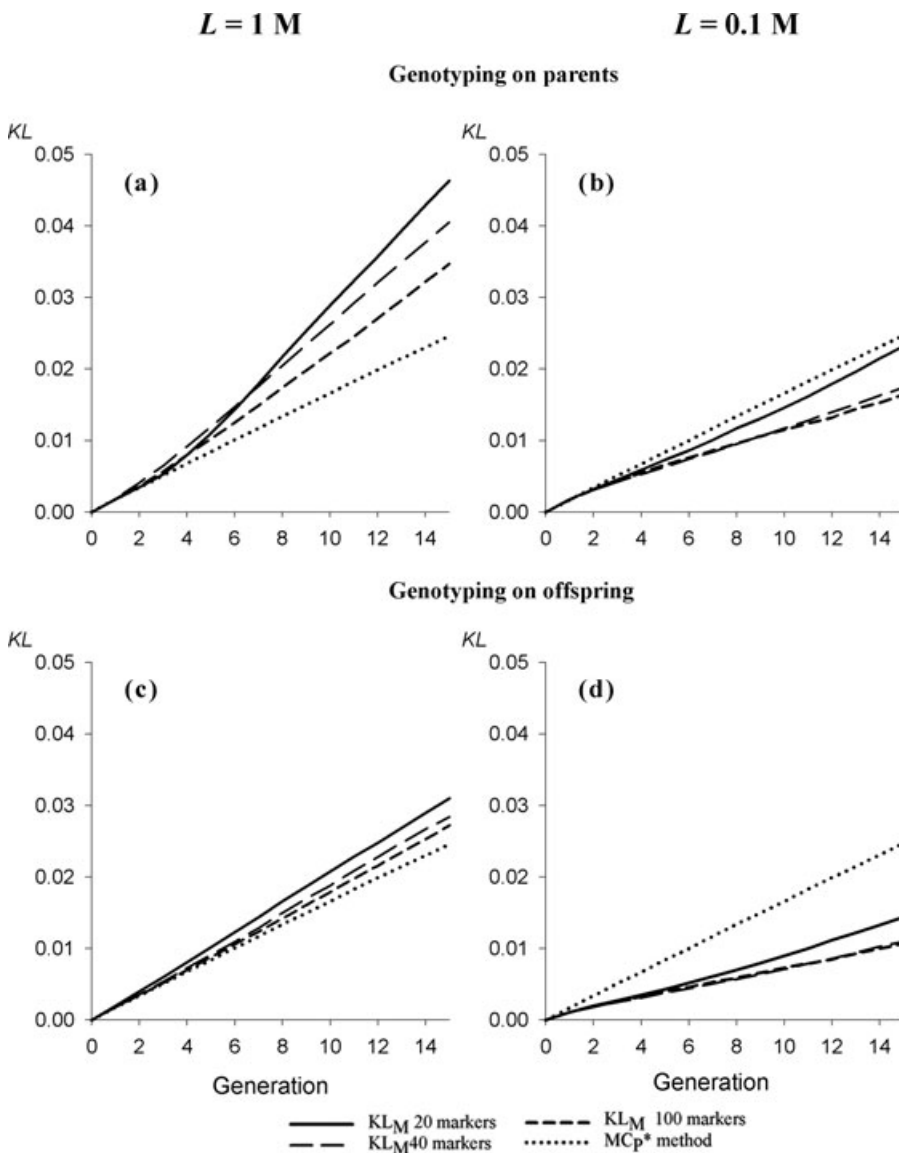 L = 1 M
L = 0.1 M
Genotyping on parents
KL
0.05
0.04
0.03
0.02
0.01
0.00
(a)
0 2 4 6 8 10 12 14
KL
0.05
0.04
0.03
0.02
0.01
0.00
(b)
0 2 4 6 8 10 12 14
Genotyping on offspring
KL
0.05
0.04
0.03
0.02
0.01
0.00
(c)
0 2 4 6 8 10 12 14
Generation
KL
0.05
0.04
0.03
0.02
0.01
0.00
(d)
0 2 4 6 8 10 12 14
Generation
KLM 20 markers
KLM 100 markers
KLM40 markers
MCP* method